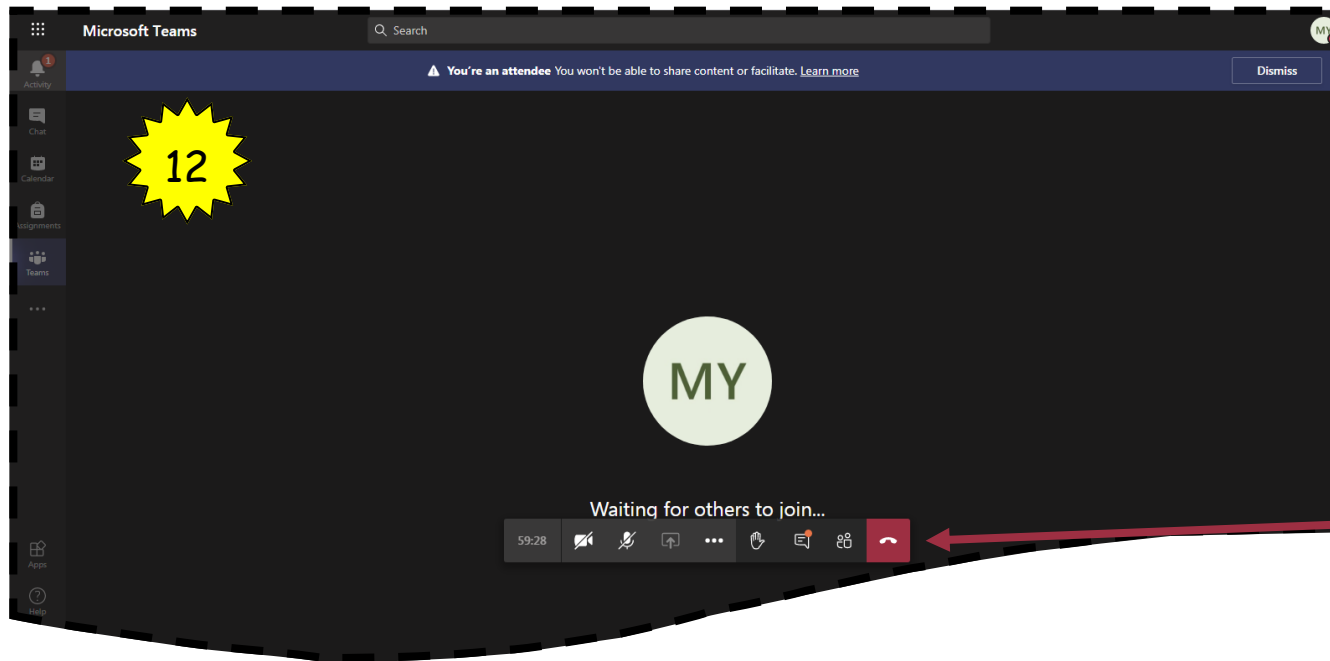 Microsoft Teams
Search
MY
1
Activity
You're an attendee You won't be able to share content or facilitate. Learn more
Dismiss
Chat
12
Calendar
Assignments
Teams
MY
Waiting for others to join...
59:28
Apps
Help